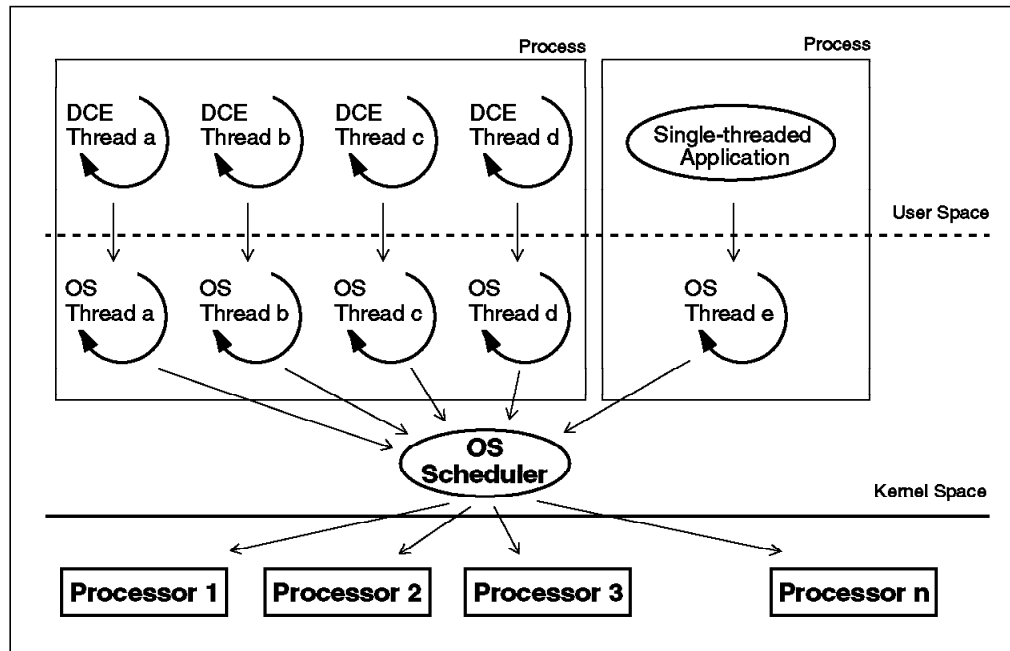 Process
Process
DCE
Thread a
DCE
Thread b
DCE
Thread c
DCE
Thread d
Single-threaded
Application
User Space
OS
Thread a
OS
Thread b
OS
Thread c
OS
Thread d
OS
Thread e
OS
Scheduler
Kernel Space
Processor 1
Processor 2
Processor 3
Processor n